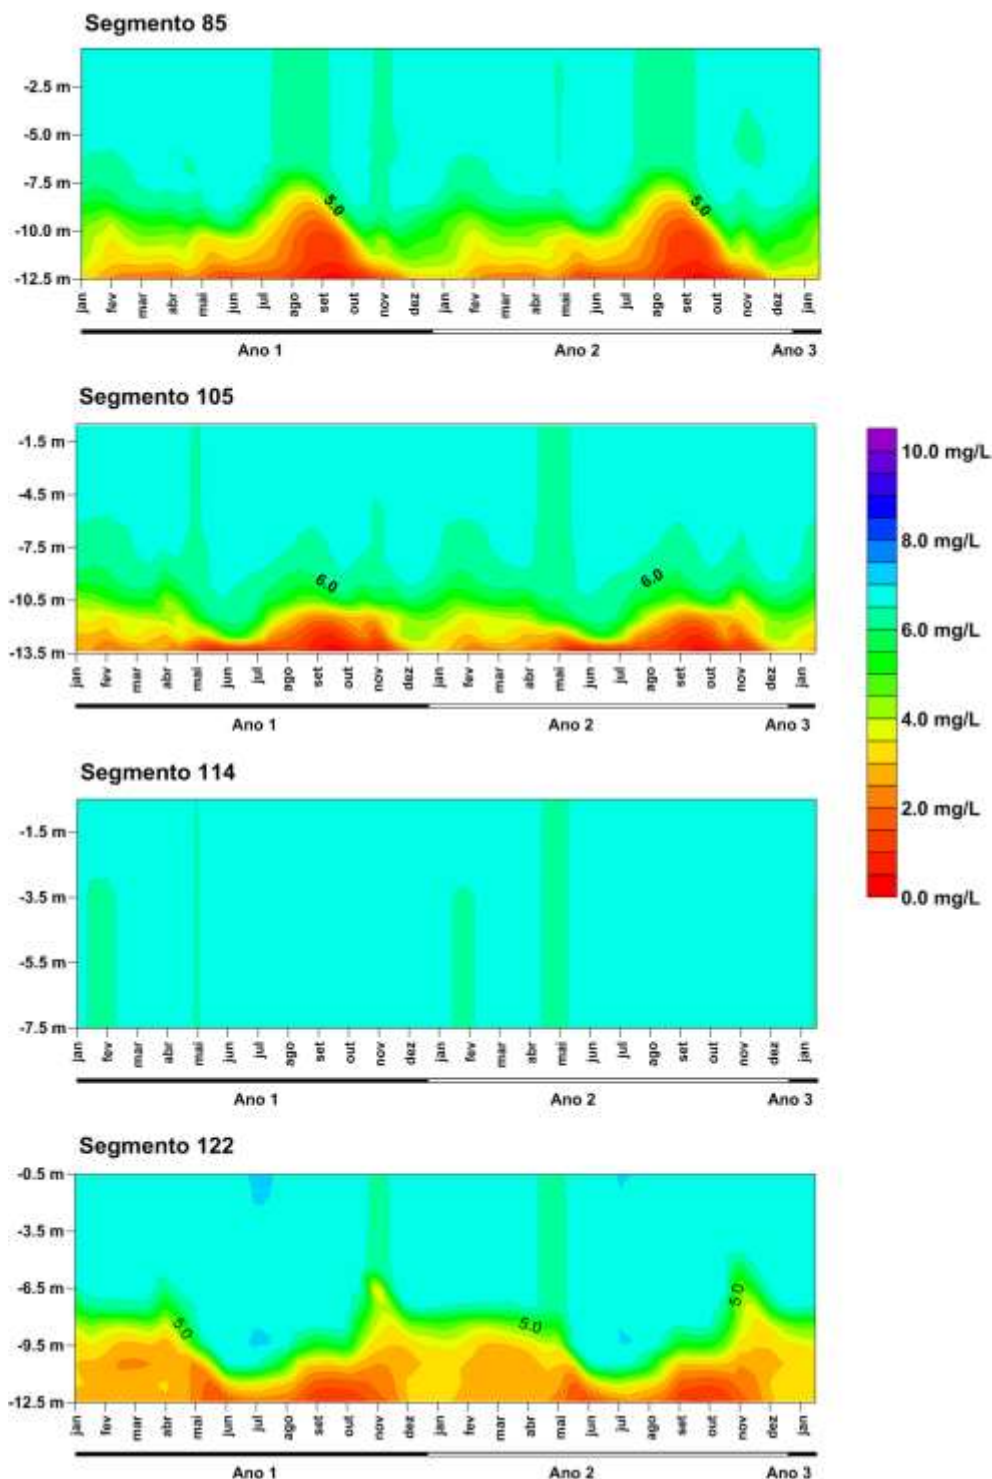 Segmento 85
-2.5 m
-5.0 m
-7.5 m
-10.0 m
-12.5 m
5.0
5.0
jan fev mar abr mai jun jul ago set out nov dez jan fev mar abr mai jun jul ago set out nov dez jan
Ano 1 Ano 2 Ano 3
Segmento 105
-1.5 m
-4.5 m
-7.5 m
-10.5 m
-13.5 m
6.0
6.0
jan fev mar abr mai jun jul ago set out nov dez jan fev mar abr mai jun jul ago set out nov dez jan
Ano 1 Ano 2 Ano 3
10.0 mg/L
8.0 mg/L
6.0 mg/L
4.0 mg/L
2.0 mg/L
0.0 mg/L
Segmento 114
-1.5 m
-3.5 m
-5.5 m
-7.5 m
jan fev mar abr mai jun jul ago set out nov dez jan fev mar abr mai jun jul ago set out nov dez jan
Ano 1 Ano 2 Ano 3
Segmento 122
-0.5 m
-3.5 m
-6.5 m
-9.5 m
-12.5 m
5.0
5.0
5.0
jan fev mar abr mai jun jul ago set out nov dez jan fev mar abr mai jun jul ago set out nov dez jan
Ano 1 Ano 2 Ano 3